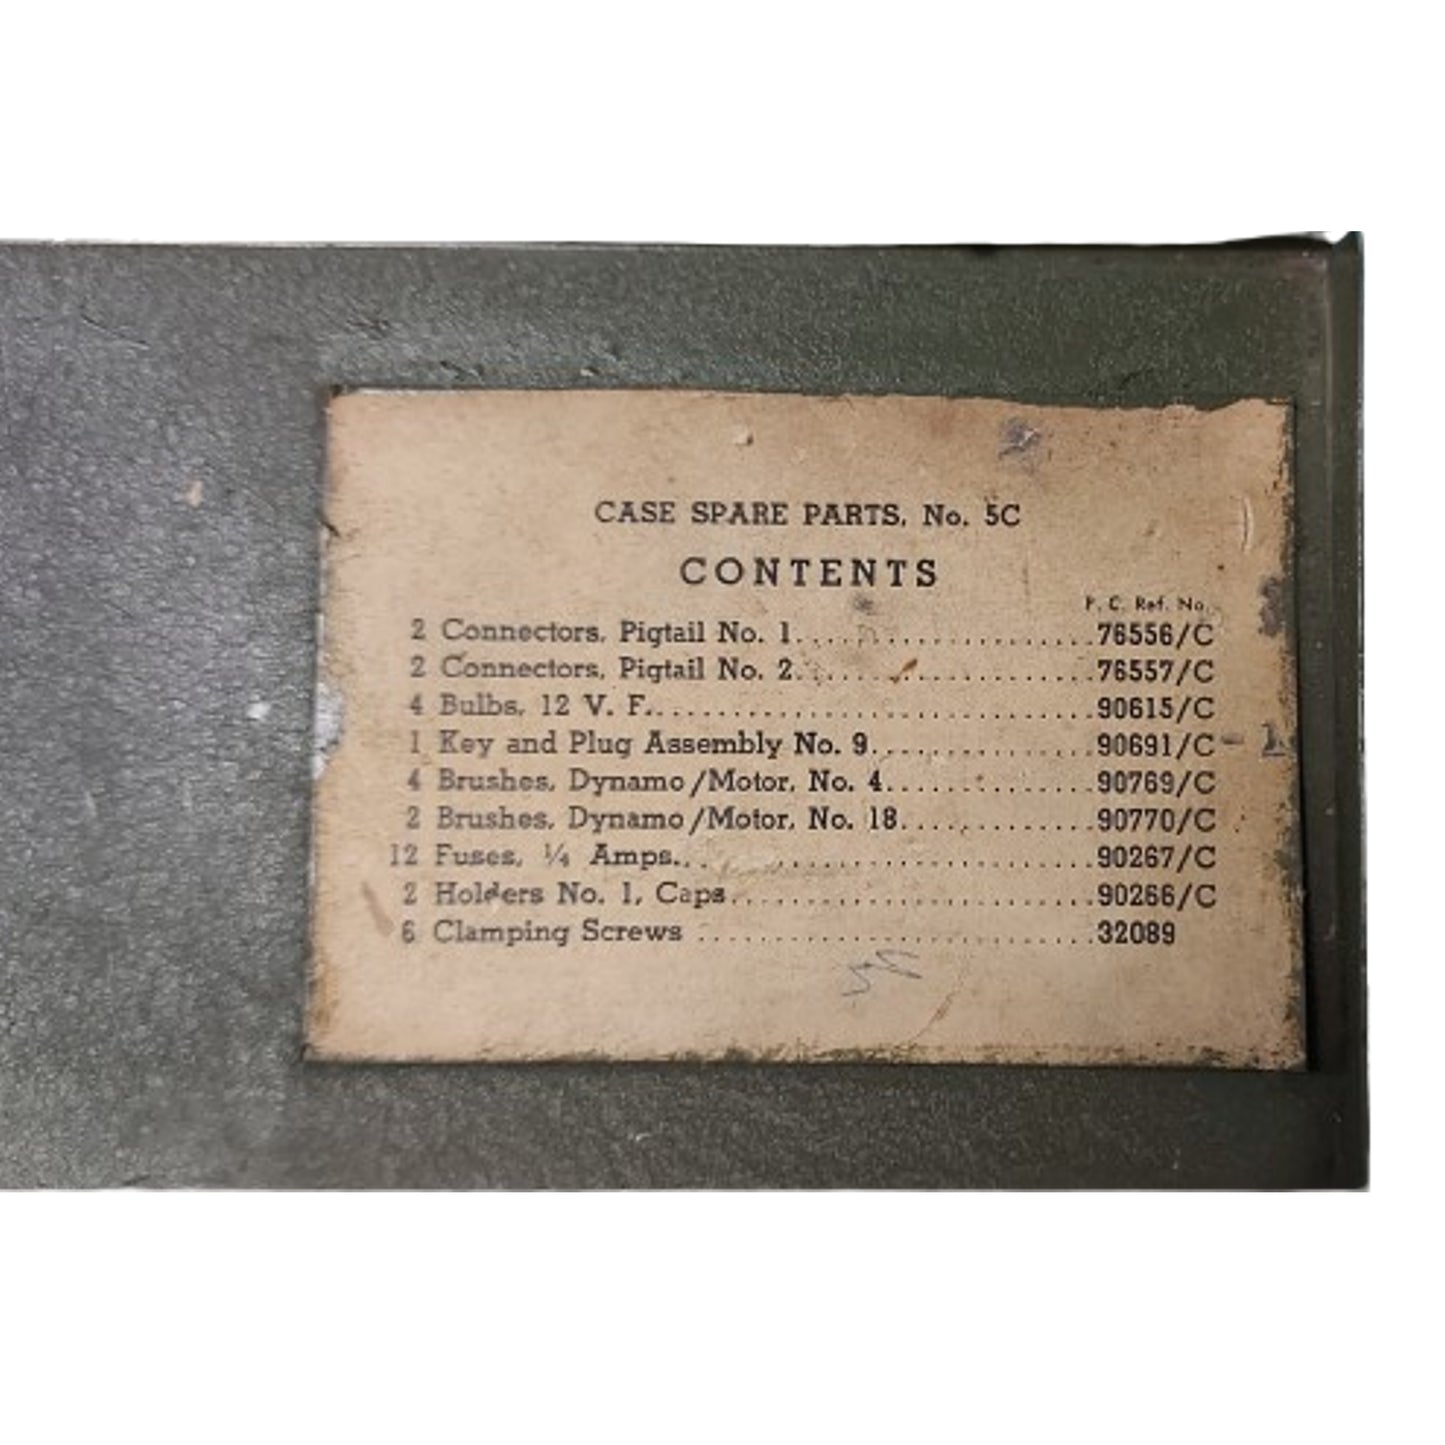 CASE SPARE PARTS, No. 5C
CONTENTS
P. C. Ref. No.
2 Connectors, Pigtail No. 1........................76556/C
2 Connectors, Pigtail No. 2........................76557/C
4 Bulbs, 12 V. F.................................90615/C
1 Key and Plug Assembly No. 9..................90691/C -
4 Brushes, Dynamo/Motor, No. 4.................90769/C
2 Brushes, Dynamo/Motor, No. 18................90770/C
12 Fuses, ¼ Amps...............................90267/C
2 Holders No. 1, Caps...........................90266/C
6 Clamping Screws ............................32089